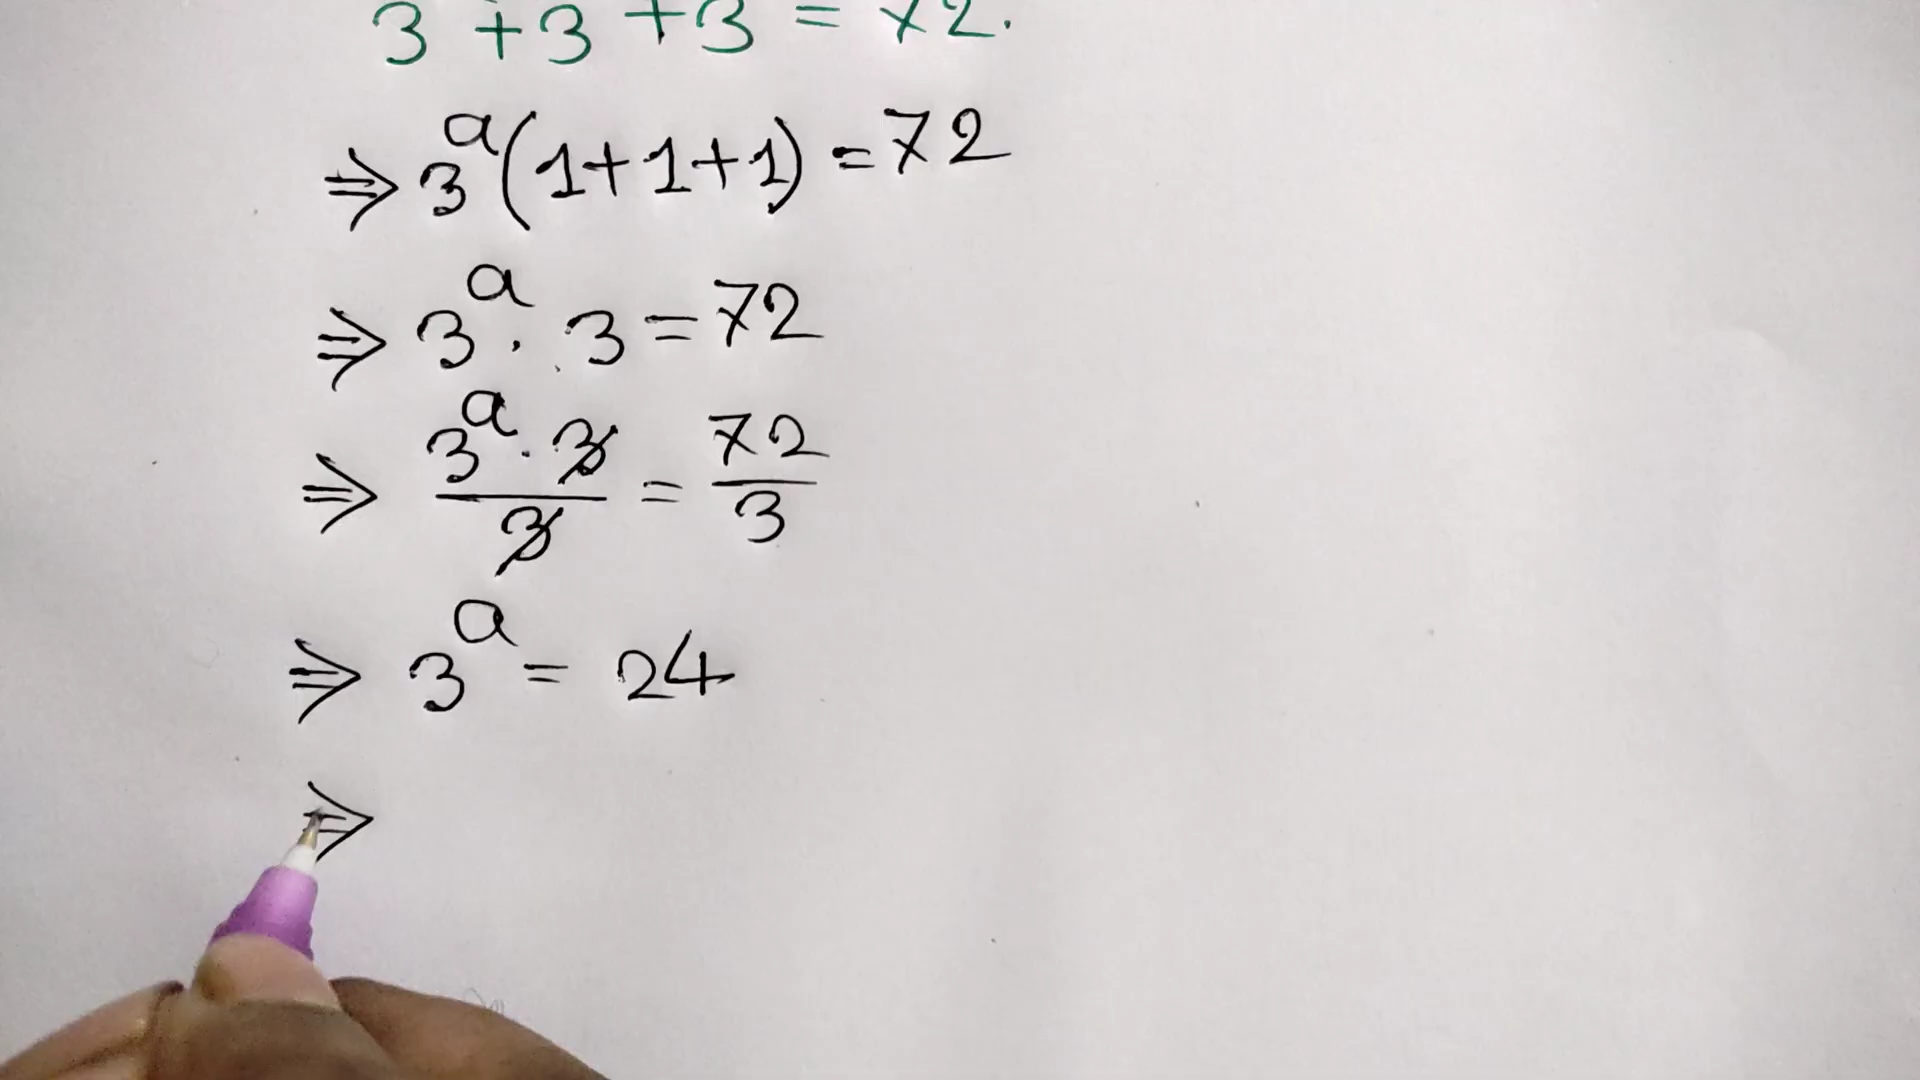 3 + 3 + 3 = 72.
⇒ 3^a (1+1+1) = 72
⇒ 3^a · 3 = 72
⇒ 3^a · 3 / 3 = 72 / 3
⇒ 3^a = 24
⇒